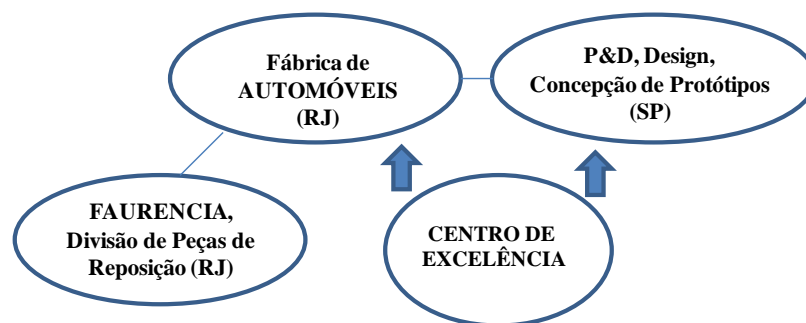 Fábrica de
AUTOMÓVEIS
(RJ)
P&D, Design,
Concepção de Protótipos
(SP)
FAURENCIA,
Divisão de Peças de
Reposição (RJ)
CENTRO DE
EXCELÊNCIA